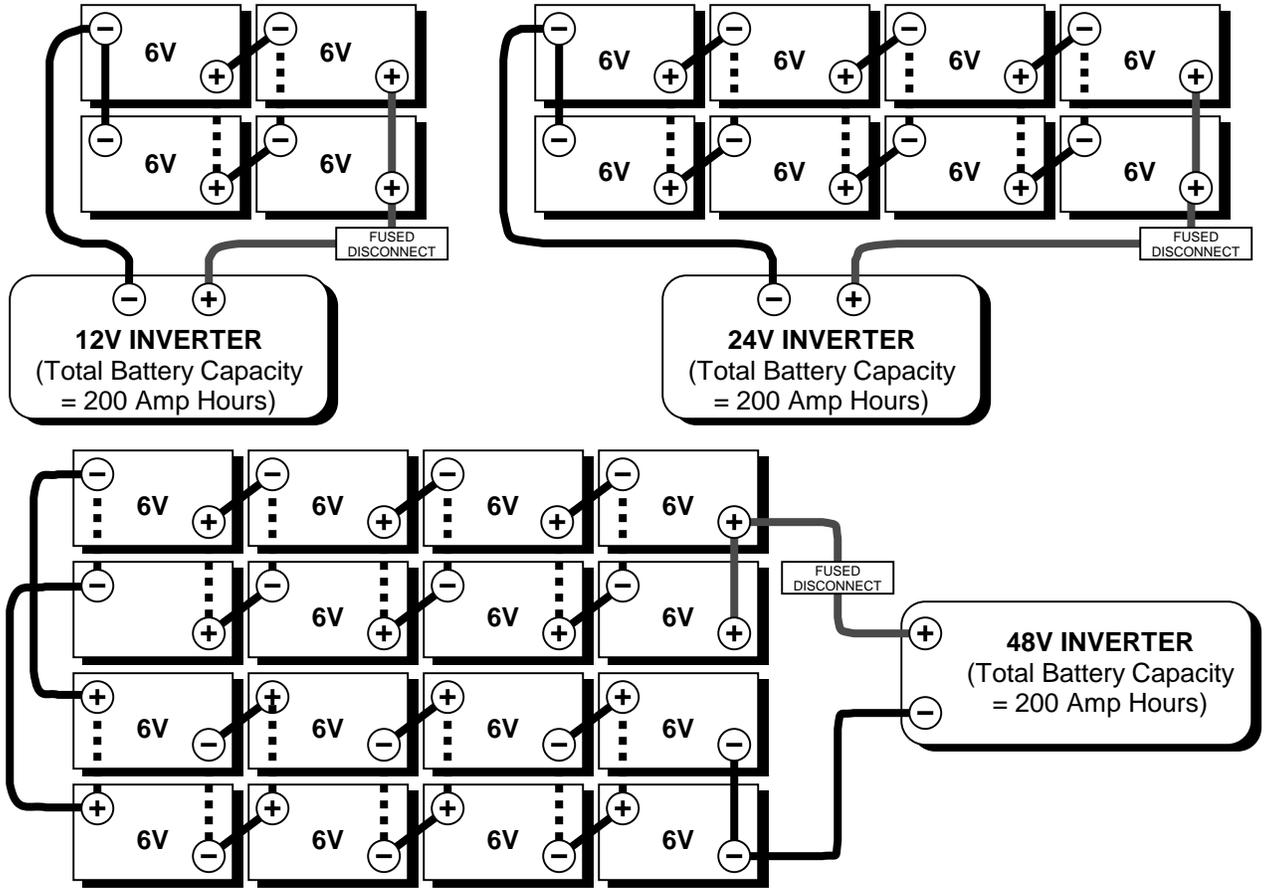 6V 6V
6V 6V
FUSED
DISCONNECT
− +
12V INVERTER
(Total Battery Capacity
= 200 Amp Hours)
6V 6V 6V 6V
6V 6V 6V 6V
FUSED
DISCONNECT
− +
24V INVERTER
(Total Battery Capacity
= 200 Amp Hours)
6V 6V 6V 6V
6V 6V 6V
6V 6V 6V 6V
6V 6V 6V 6V
FUSED
DISCONNECT
+
−
48V INVERTER
(Total Battery Capacity
= 200 Amp Hours)